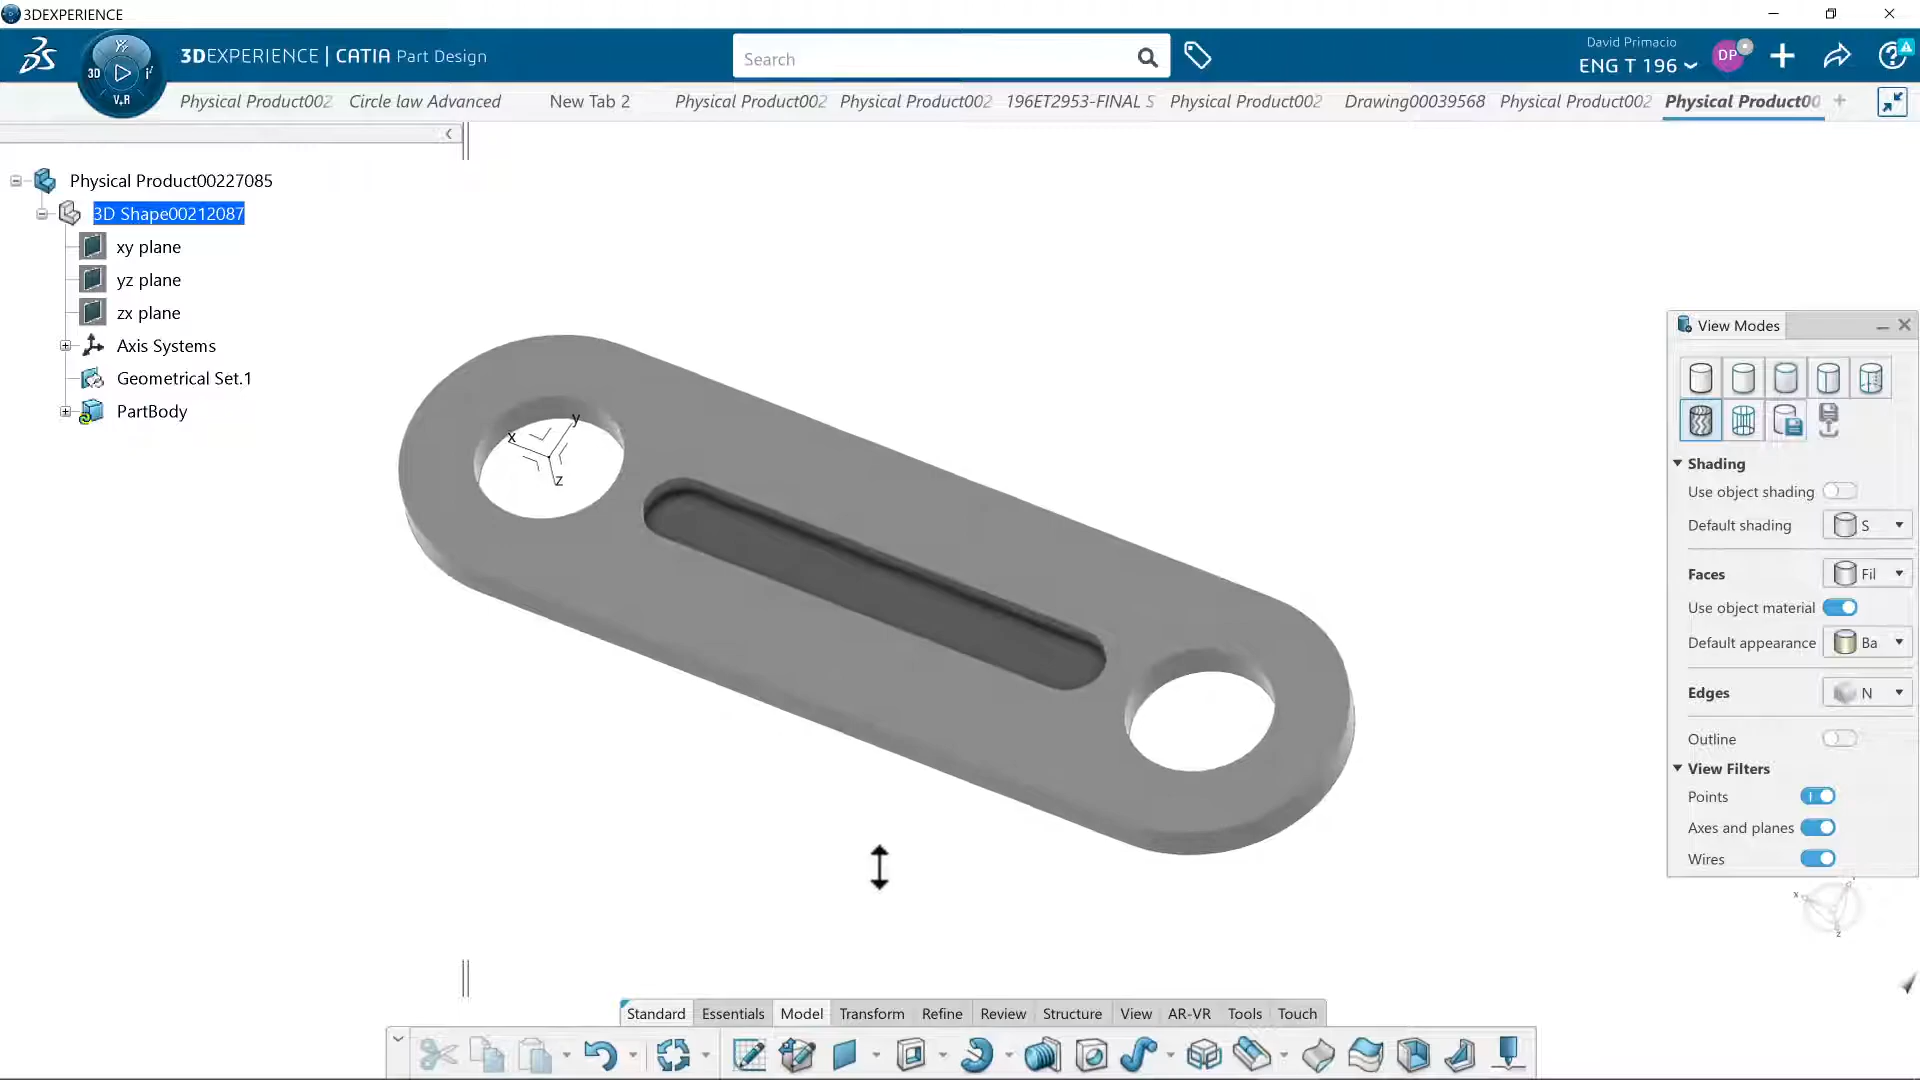 3DEXPERIENCE
3DEXPERIENCE | CATIA Part Design
3D
V,R
Search
David Primacio
ENG T 196
DP
Physical Product002
Circle law Advanced
New Tab 2
Physical Product002
Physical Product002
196ET2953-FINAL S
Physical Product002
Drawing00039568
Physical Product002
Physical Product00
Physical Product00227085
3D Shape00212087
xy plane
yz plane
zx plane
Axis Systems
Geometrical Set.1
PartBody
x
y
z
View Modes
Shading
Use object shading
Default shading
S
Faces
Fil
Use object material
Default appearance
Ba
Edges
N
Outline
View Filters
Points
Axes and planes
Wires
x
z
Standard
Essentials
Model
Transform
Refine
Review
Structure
View
AR-VR
Tools
Touch